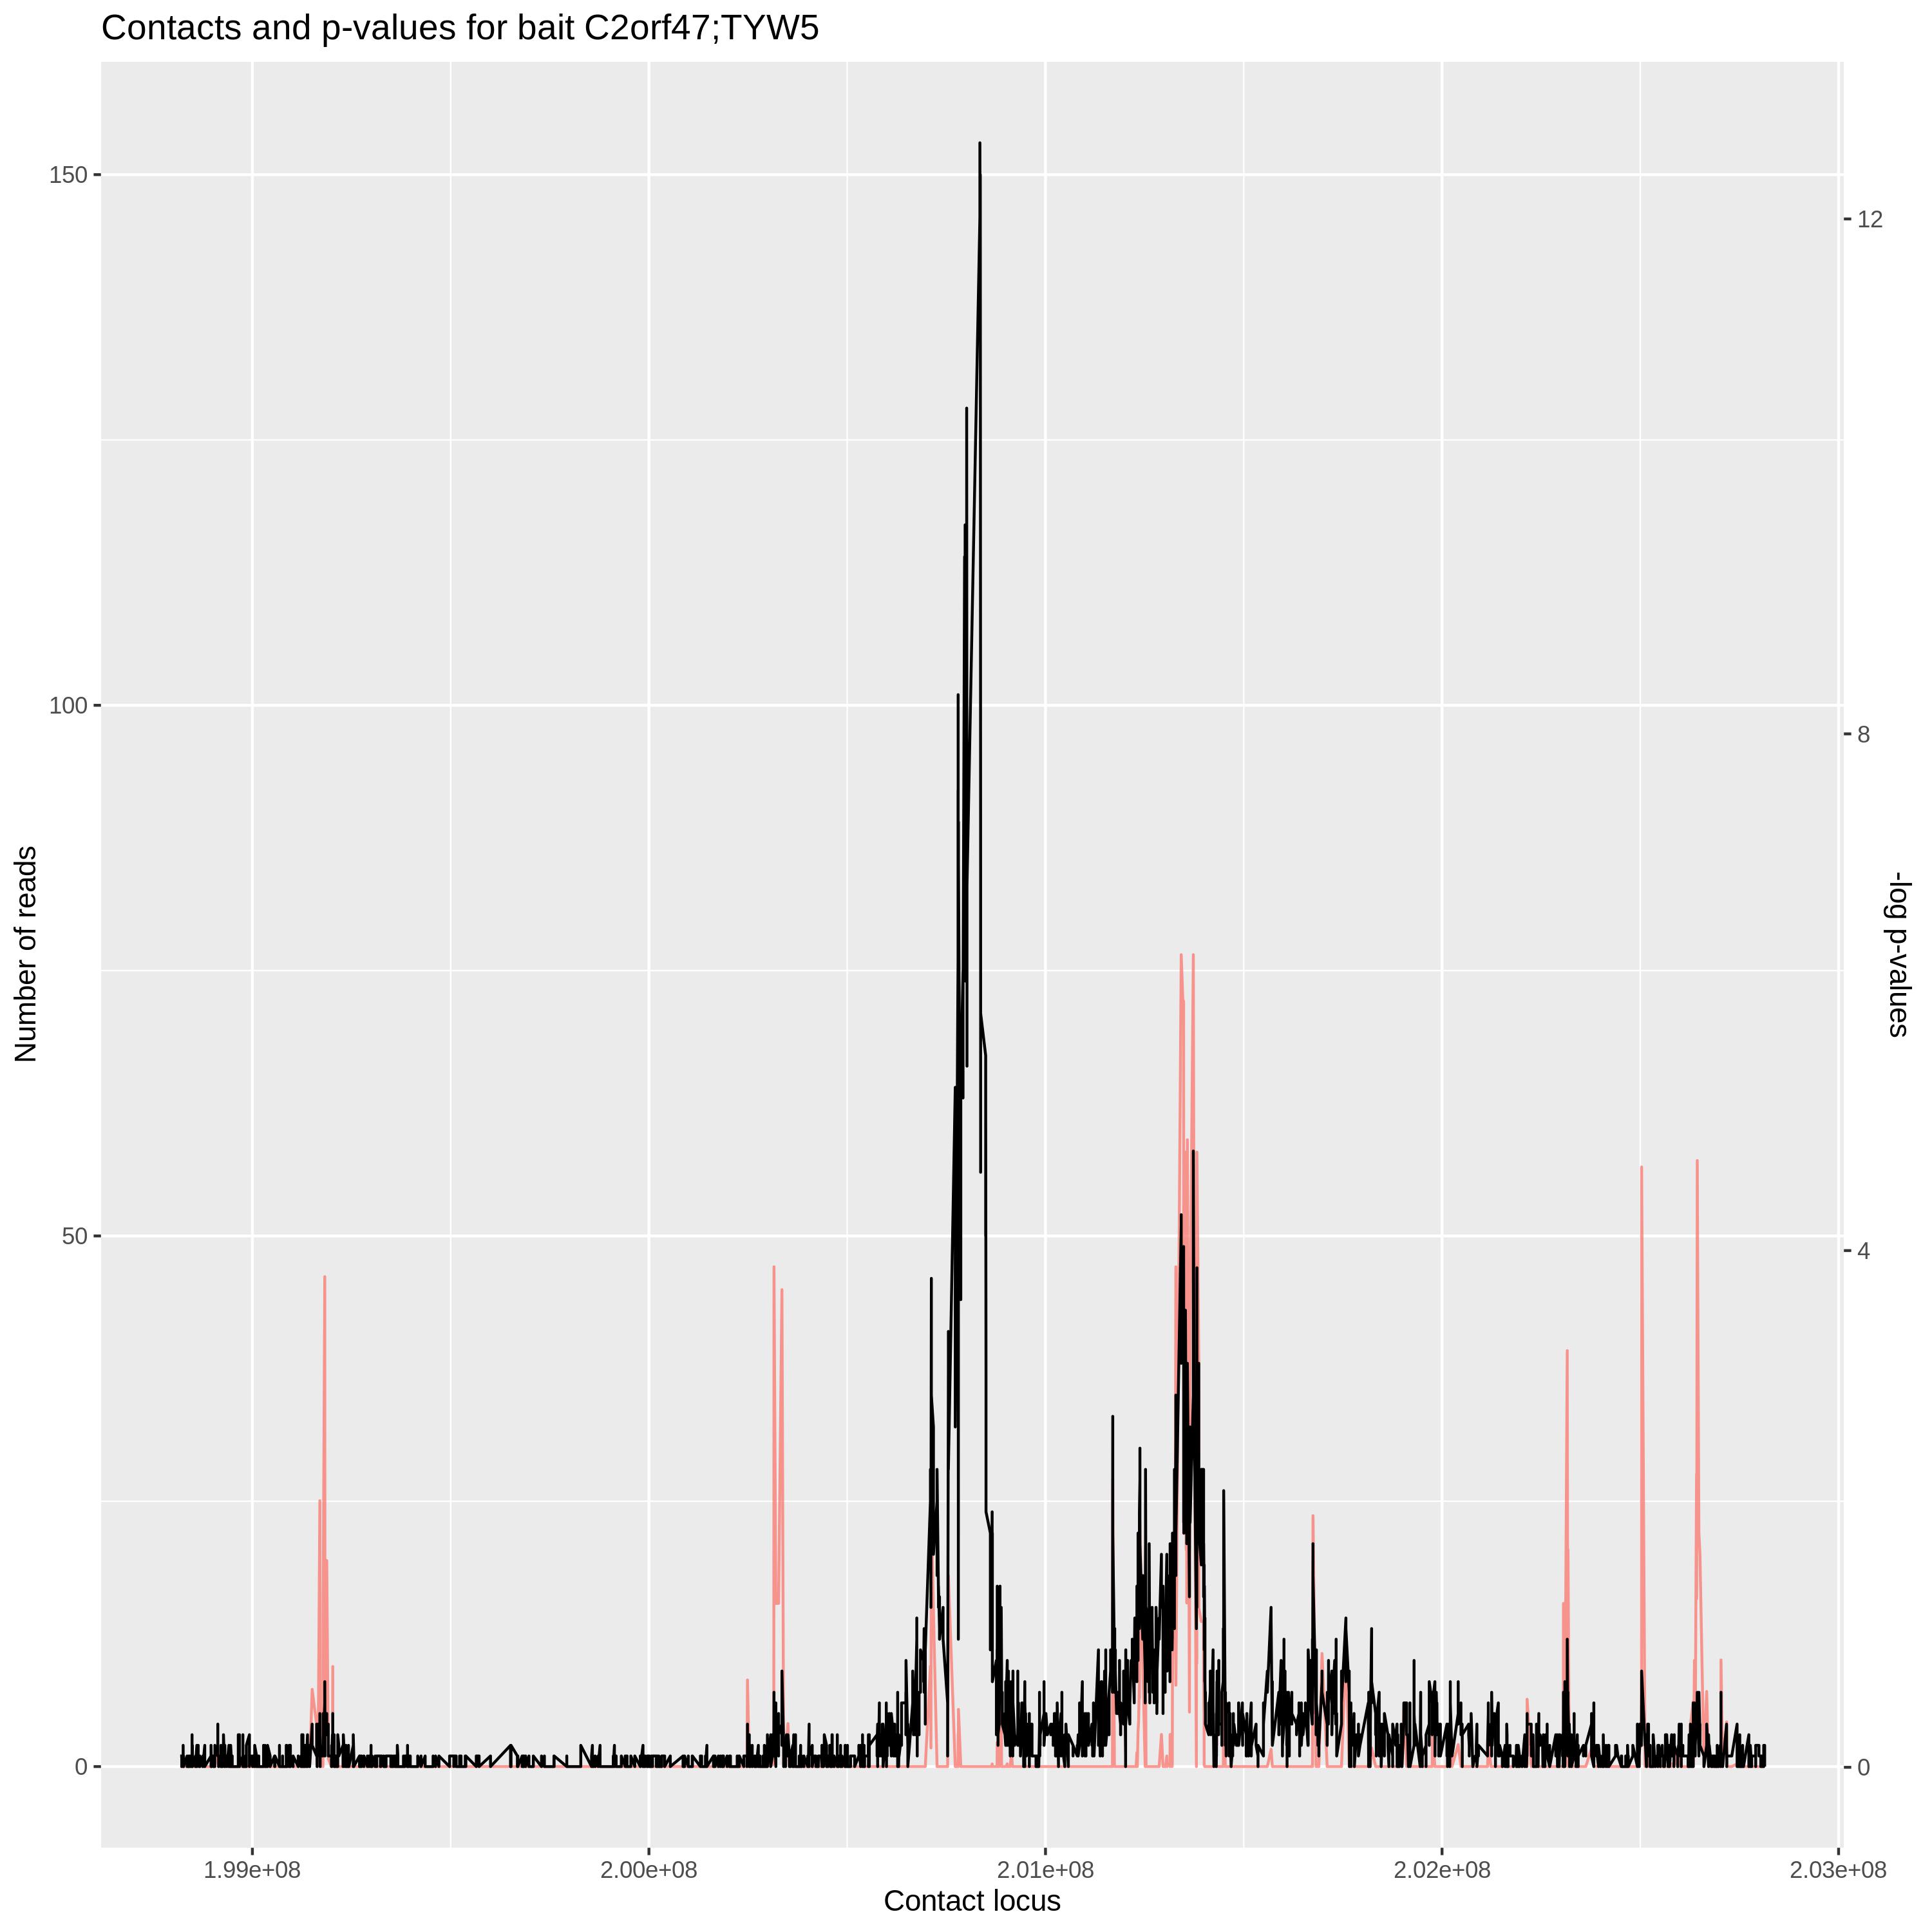 Contacts and p-values for bait C2orf47;TYW5
150
100
50
0
Number of reads
12
8
4
0
-log p-values
1.99e+08 2.00e+08 2.01e+08 2.02e+08 2.03e+08
Contact locus